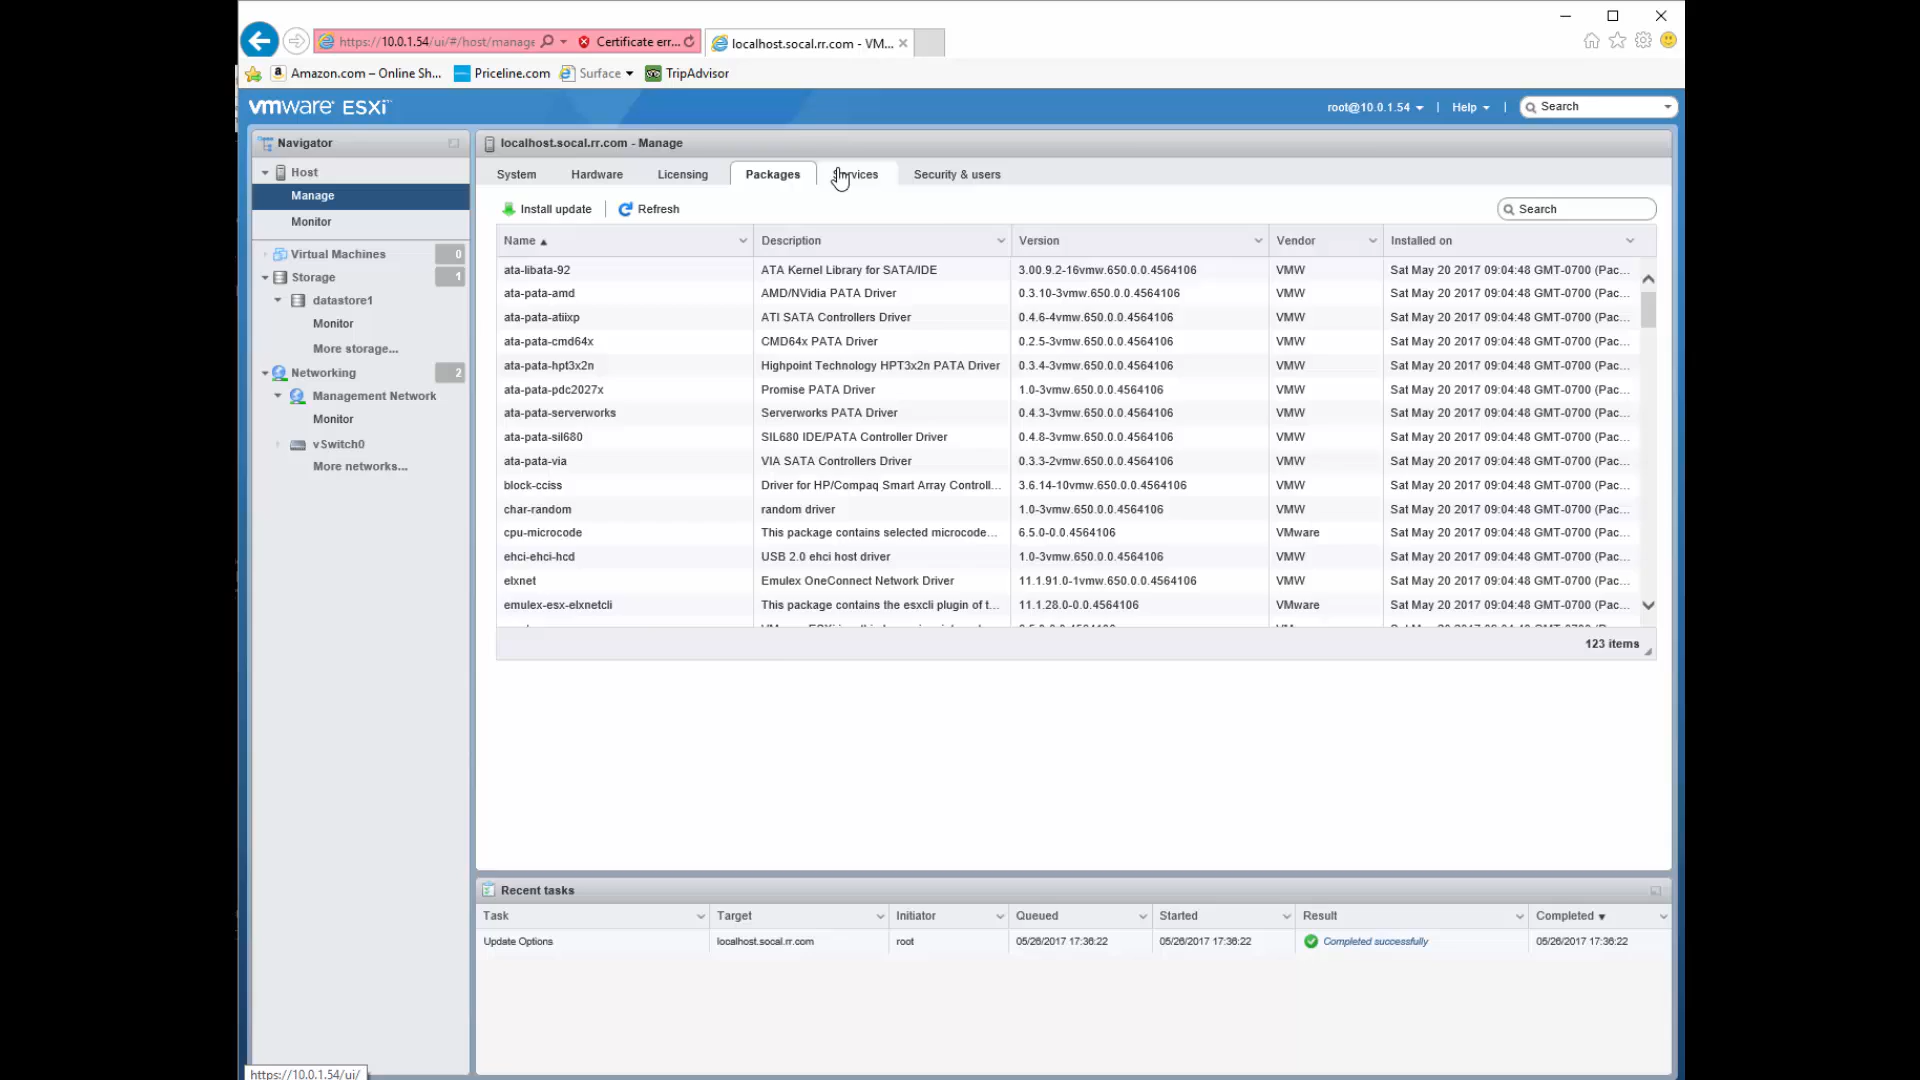 https://10.0.1.54/ui/#/host/manage
Certificate err...
localhost.socal.rr.com - VM...
Amazon.com – Online Sh...
Priceline.com
Surface
TripAdvisor
vmware ESXi
root@10.0.1.54
Help
Search
Navigator
Host
Manage
Monitor
Virtual Machines 0
Storage 1
datastore1
Monitor
More storage...
Networking 2
Management Network
Monitor
vSwitch0
More networks...
localhost.socal.rr.com - Manage
System Hardware Licensing Packages Security & users
Install update Refresh Search
Name Description Version Vendor Installed on
ata-libata-92 ATA Kernel Library for SATA/IDE 3.00.9.2-16vmw.650.0.0.4564106 VMW Sat May 20 2017 09:04:48 GMT-0700 (Pac...
ata-pata-amd AMD/NVidia PATA Driver 0.3.10-3vmw.650.0.0.4564106 VMW Sat May 20 2017 09:04:48 GMT-0700 (Pac...
ata-pata-atiixp ATI SATA Controllers Driver 0.4.6-4vmw.650.0.0.4564106 VMW Sat May 20 2017 09:04:48 GMT-0700 (Pac...
ata-pata-cmd64x CMD64x PATA Driver 0.2.5-3vmw.650.0.0.4564106 VMW Sat May 20 2017 09:04:48 GMT-0700 (Pac...
ata-pata-hpt3x2n Highpoint Technology HPT3x2n PATA Driver 0.3.4-3vmw.650.0.0.4564106 VMW Sat May 20 2017 09:04:48 GMT-0700 (Pac...
ata-pata-pdc2027x Promise PATA Driver 1.0-3vmw.650.0.0.4564106 VMW Sat May 20 2017 09:04:48 GMT-0700 (Pac...
ata-pata-serverworks Serverworks PATA Driver 0.4.3-3vmw.650.0.0.4564106 VMW Sat May 20 2017 09:04:48 GMT-0700 (Pac...
ata-pata-sil680 SIL680 IDE/PATA Controller Driver 0.4.8-3vmw.650.0.0.4564106 VMW Sat May 20 2017 09:04:48 GMT-0700 (Pac...
ata-pata-via VIA SATA Controllers Driver 0.3.3-2vmw.650.0.0.4564106 VMW Sat May 20 2017 09:04:48 GMT-0700 (Pac...
block-cciss Driver for HP/Compaq Smart Array Controll... 3.6.14-10vmw.650.0.0.4564106 VMW Sat May 20 2017 09:04:48 GMT-0700 (Pac...
char-random random driver 1.0-3vmw.650.0.0.4564106 VMW Sat May 20 2017 09:04:48 GMT-0700 (Pac...
cpu-microcode This package contains selected microcode... 6.5.0-0.0.4564106 VMware Sat May 20 2017 09:04:48 GMT-0700 (Pac...
ehci-ehci-hcd USB 2.0 ehci host driver 1.0-3vmw.650.0.0.4564106 VMW Sat May 20 2017 09:04:48 GMT-0700 (Pac...
elxnet Emulex OneConnect Network Driver 11.1.91.0-1vmw.650.0.0.4564106 VMW Sat May 20 2017 09:04:48 GMT-0700 (Pac...
emulex-esx-elxnetcli This package contains the esxcli plugin of t... 11.1.28.0-0.0.4564106 VMware Sat May 20 2017 09:04:48 GMT-0700 (Pac...
123 items
Recent tasks
Task Target Initiator Queued Started Result Completed
Update Options localhost.socal.rr.com root 05/26/2017 17:36:22 05/26/2017 17:36:22 Completed successfully 05/26/2017 17:36:22
https://10.0.1.54/ui/